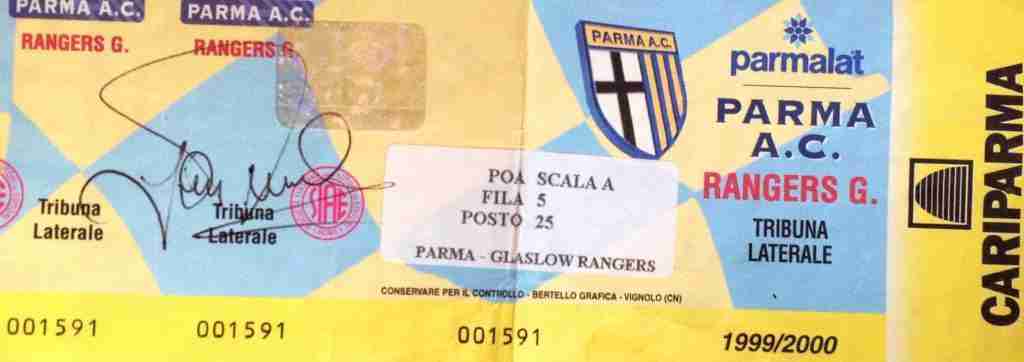 PARMA A.C.
RANGERS G.
PARMA A.C.
RANGERS G.
Tribuna
Laterale
Tribuna
Laterale
SIAE
POA SCALA A
FILA 5
POSTO 25
PARMA - GLASLOW RANGERS
CONSERVARE PER IL CONTROLLO - BERTELLO GRAFICA - VIGNOLO (CN)
PARMA A.C.
parmalat
PARMA
A.C.
RANGERS G.
TRIBUNA
LATERALE
CARIPARMA
001591
001591
001591
1999/2000